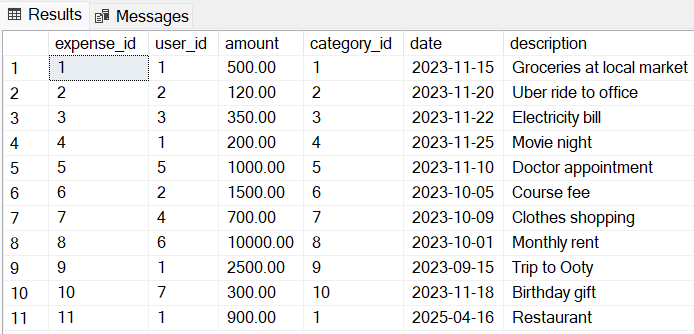 Results Messages
expense_id user_id amount category_id date description
1 1 1 500.00 1 2023-11-15 Groceries at local market
2 2 2 120.00 2 2023-11-20 Uber ride to office
3 3 3 350.00 3 2023-11-22 Electricity bill
4 4 1 200.00 4 2023-11-25 Movie night
5 5 5 1000.00 5 2023-11-10 Doctor appointment
6 6 2 1500.00 6 2023-10-05 Course fee
7 7 4 700.00 7 2023-10-09 Clothes shopping
8 8 6 10000.00 8 2023-10-01 Monthly rent
9 9 1 2500.00 9 2023-09-15 Trip to Ooty
10 10 7 300.00 10 2023-11-18 Birthday gift
11 11 1 900.00 1 2025-04-16 Restaurant